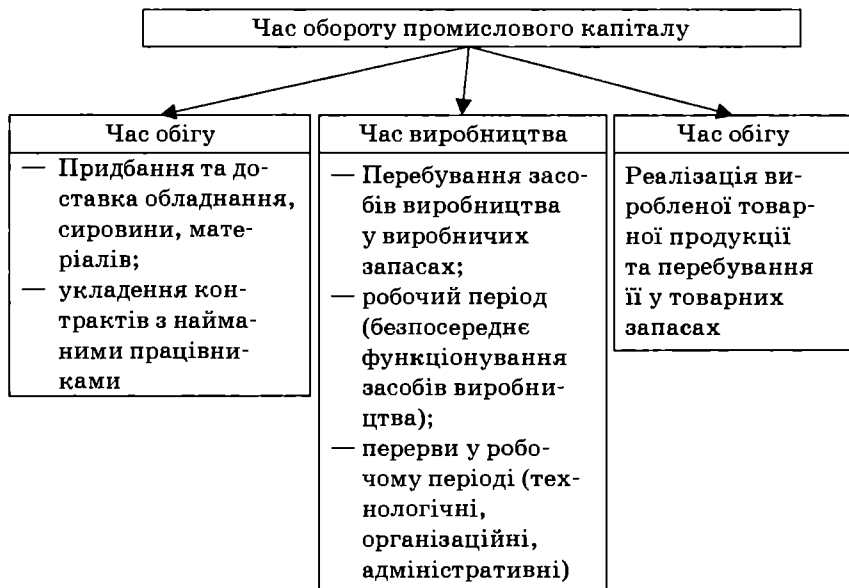 Час обороту промислового капіталу
Час обігу
— Придбання та до-
ставка обладнання,
сировини, мате-
ріалів;
— укладення кон-
трактів з найма-
ними працівни-
ками
Час виробництва
— Перебування засо-
бів виробництва
у виробничих
запасах;
— робочий період
(безпосереднє
функціонування
засобів виробни-
цтва);
— перерви у робо-
чому періоді (тех-
нологічні,
організаційні,
адміністративні)
Час обігу
Реалізація ви-
робленої товар-
ної продукції
та перебування
її у товарних
запасах